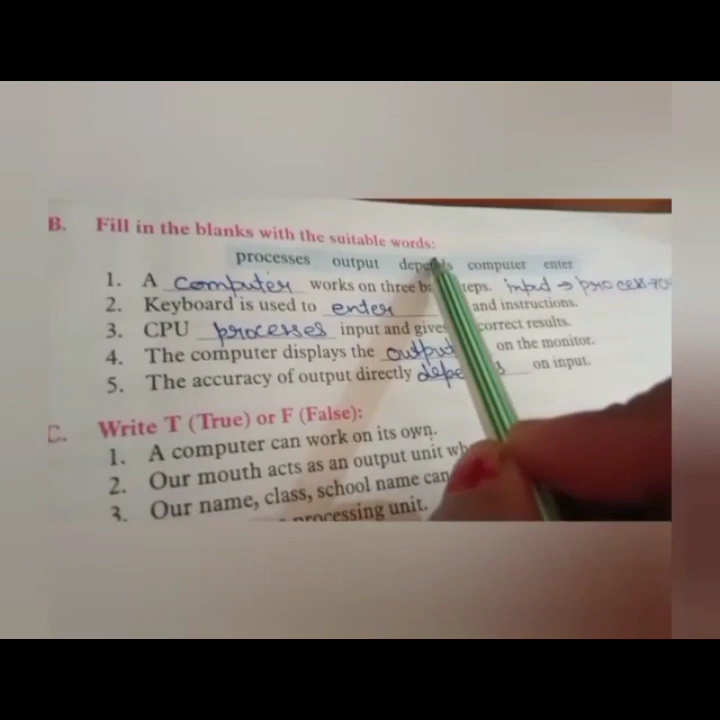 B. Fill in the blanks with the suitable words:
processes output depends computer enter
1. A computer works on three steps. input → process →o
2. Keyboard is used to enter and instructions.
3. CPU processes input and gives correct results.
4. The computer displays the output on the monitor.
5. The accuracy of output directly depends on input.
C. Write T (True) or F (False):
1. A computer can work on its own.
2. Our mouth acts as an output unit
3. Our name, class, school name can
processing unit.